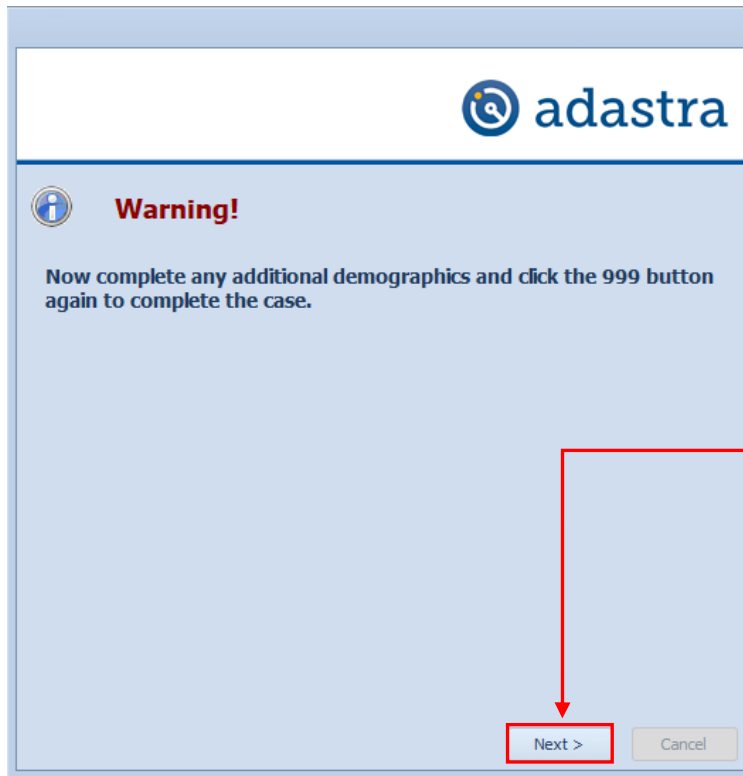 adastra
Warning!
Now complete any additional demographics and click the 999 button
again to complete the case.
Next >
Cancel